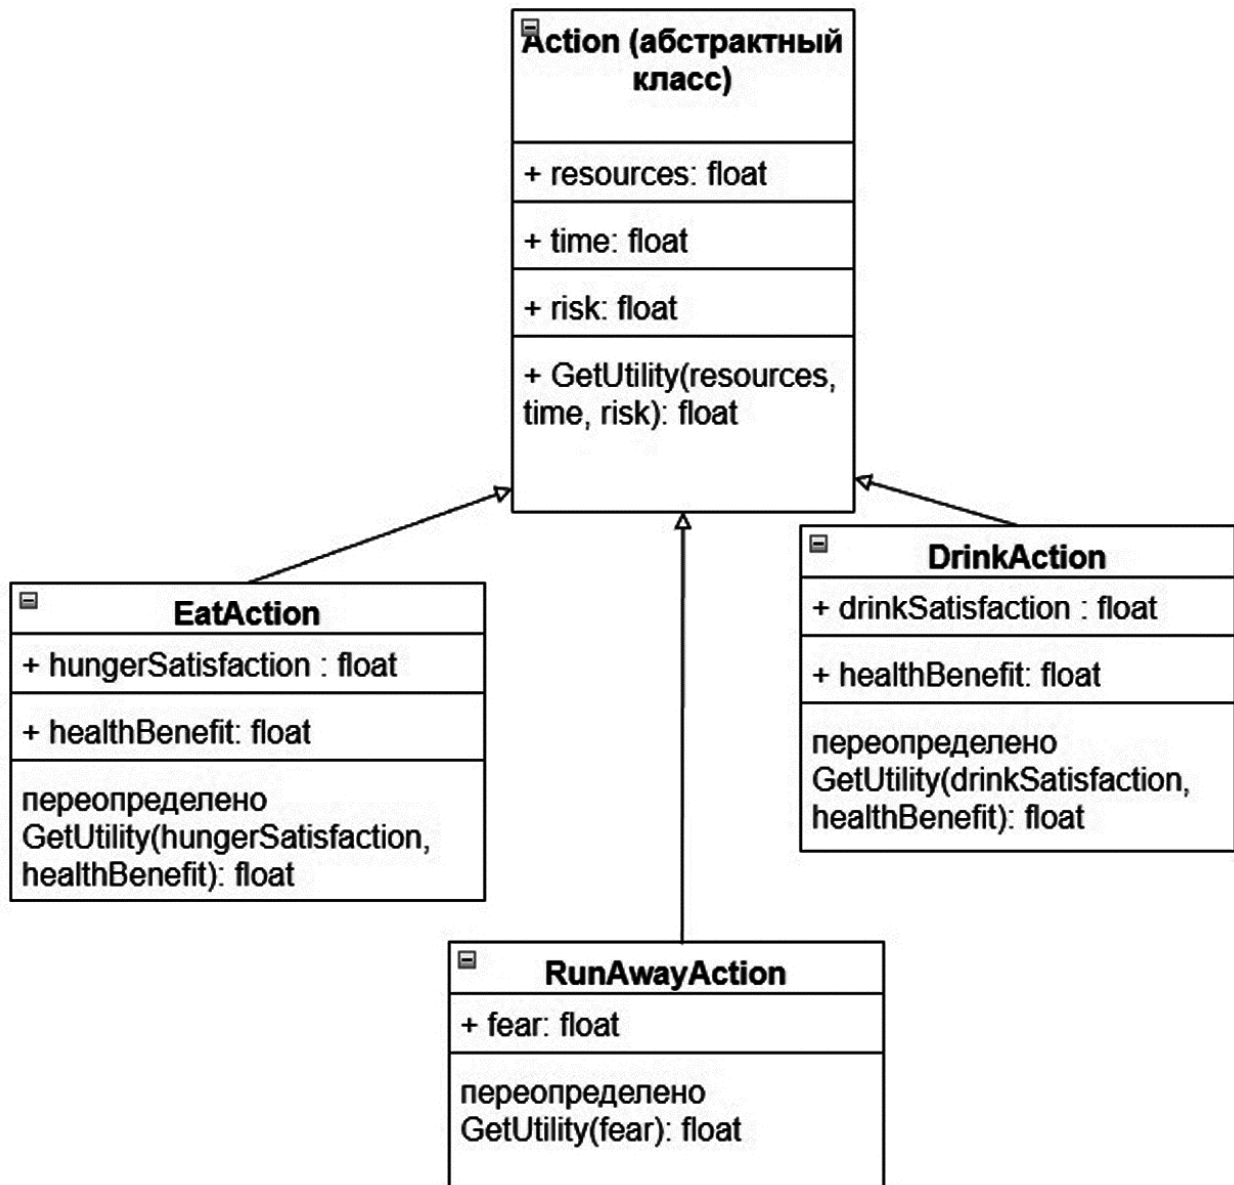 Action (абстрактный
класс)
+ resources: float
+ time: float
+ risk: float
+ GetUtility(resources,
time, risk): float
EatAction
+ hungerSatisfaction : float
+ healthBenefit: float
переопределено
GetUtility(hungerSatisfaction,
healthBenefit): float
DrinkAction
+ drinkSatisfaction : float
+ healthBenefit: float
переопределено
GetUtility(drinkSatisfaction,
healthBenefit): float
RunAwayAction
+ fear: float
переопределено
GetUtility(fear): float